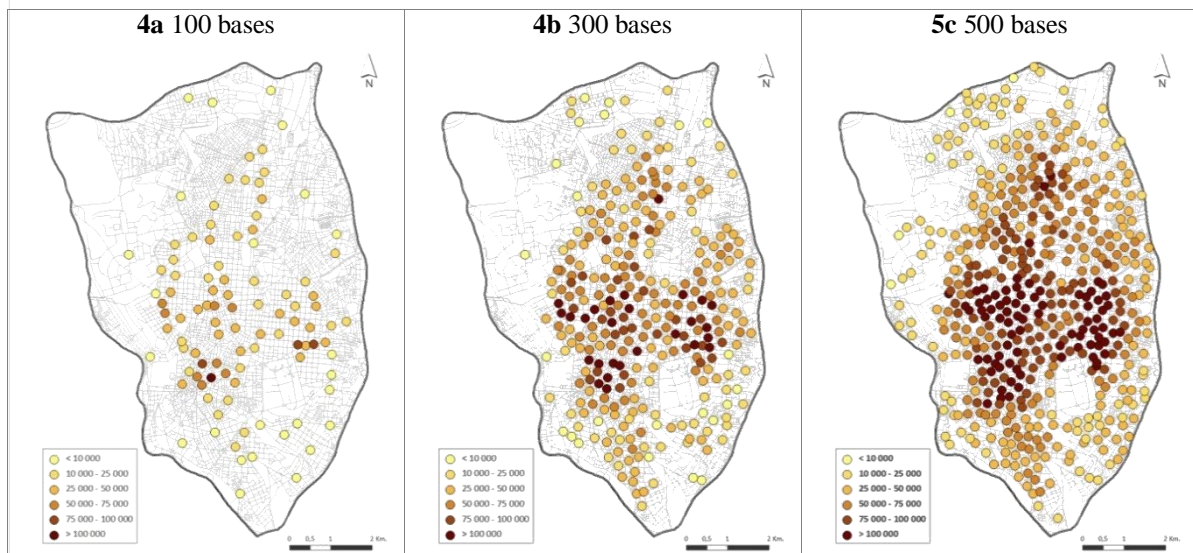 4a 100 bases
4b 300 bases
5c 500 bases
N
N
N
< 10 000
10 000 - 25 000
25 000 - 50 000
50 000 - 75 000
75 000 - 100 000
> 100 000
0 0,5 1 2 Km.
< 10 000
10 000 - 25 000
25 000 - 50 000
50 000 - 75 000
75 000 - 100 000
> 100 000
0 0,5 1 2 Km.
< 10 000
10 000 - 25 000
25 000 - 50 000
50 000 - 75 000
75 000 - 100 000
> 100 000
0 0,5 1 2 Km.